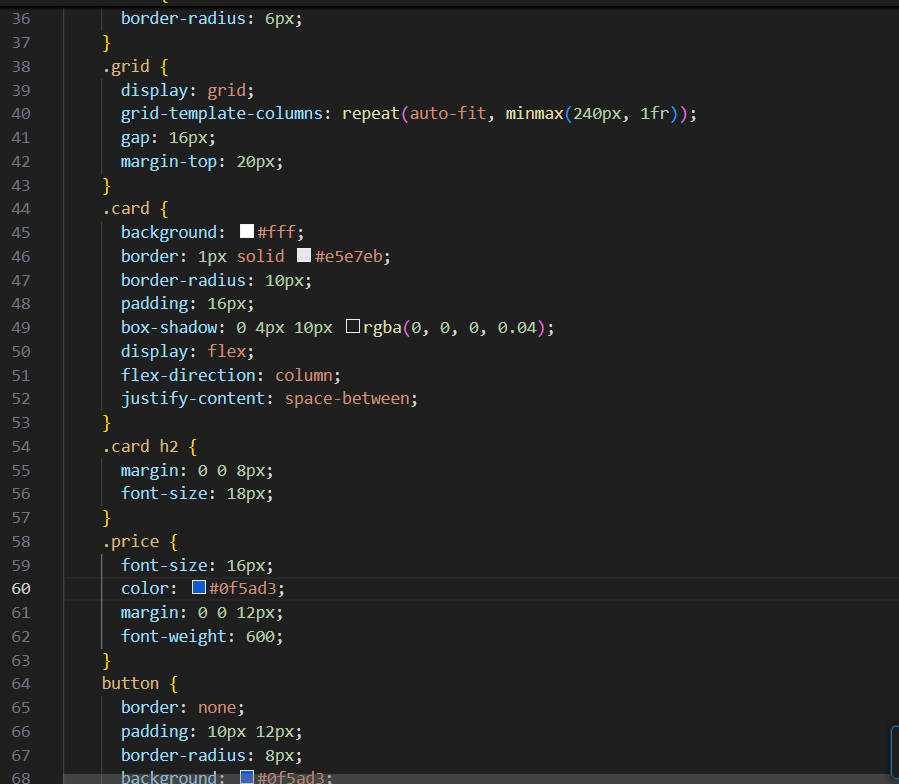 36 border-radius: 6px;
37 }
38 .grid {
39 display: grid;
40 grid-template-columns: repeat(auto-fit, minmax(240px, 1fr));
41 gap: 16px;
42 margin-top: 20px;
43 }
44 .card {
45 background: #fff;
46 border: 1px solid #e5e7eb;
47 border-radius: 10px;
48 padding: 16px;
49 box-shadow: 0 4px 10px rgba(0, 0, 0, 0.04);
50 display: flex;
51 flex-direction: column;
52 justify-content: space-between;
53 }
54 .card h2 {
55 margin: 0 0 8px;
56 font-size: 18px;
57 }
58 .price {
59 font-size: 16px;
60 color: #0f5ad3;
61 margin: 0 0 12px;
62 font-weight: 600;
63 }
64 button {
65 border: none;
66 padding: 10px 12px;
67 border-radius: 8px;
68 background: #0f5ad3;